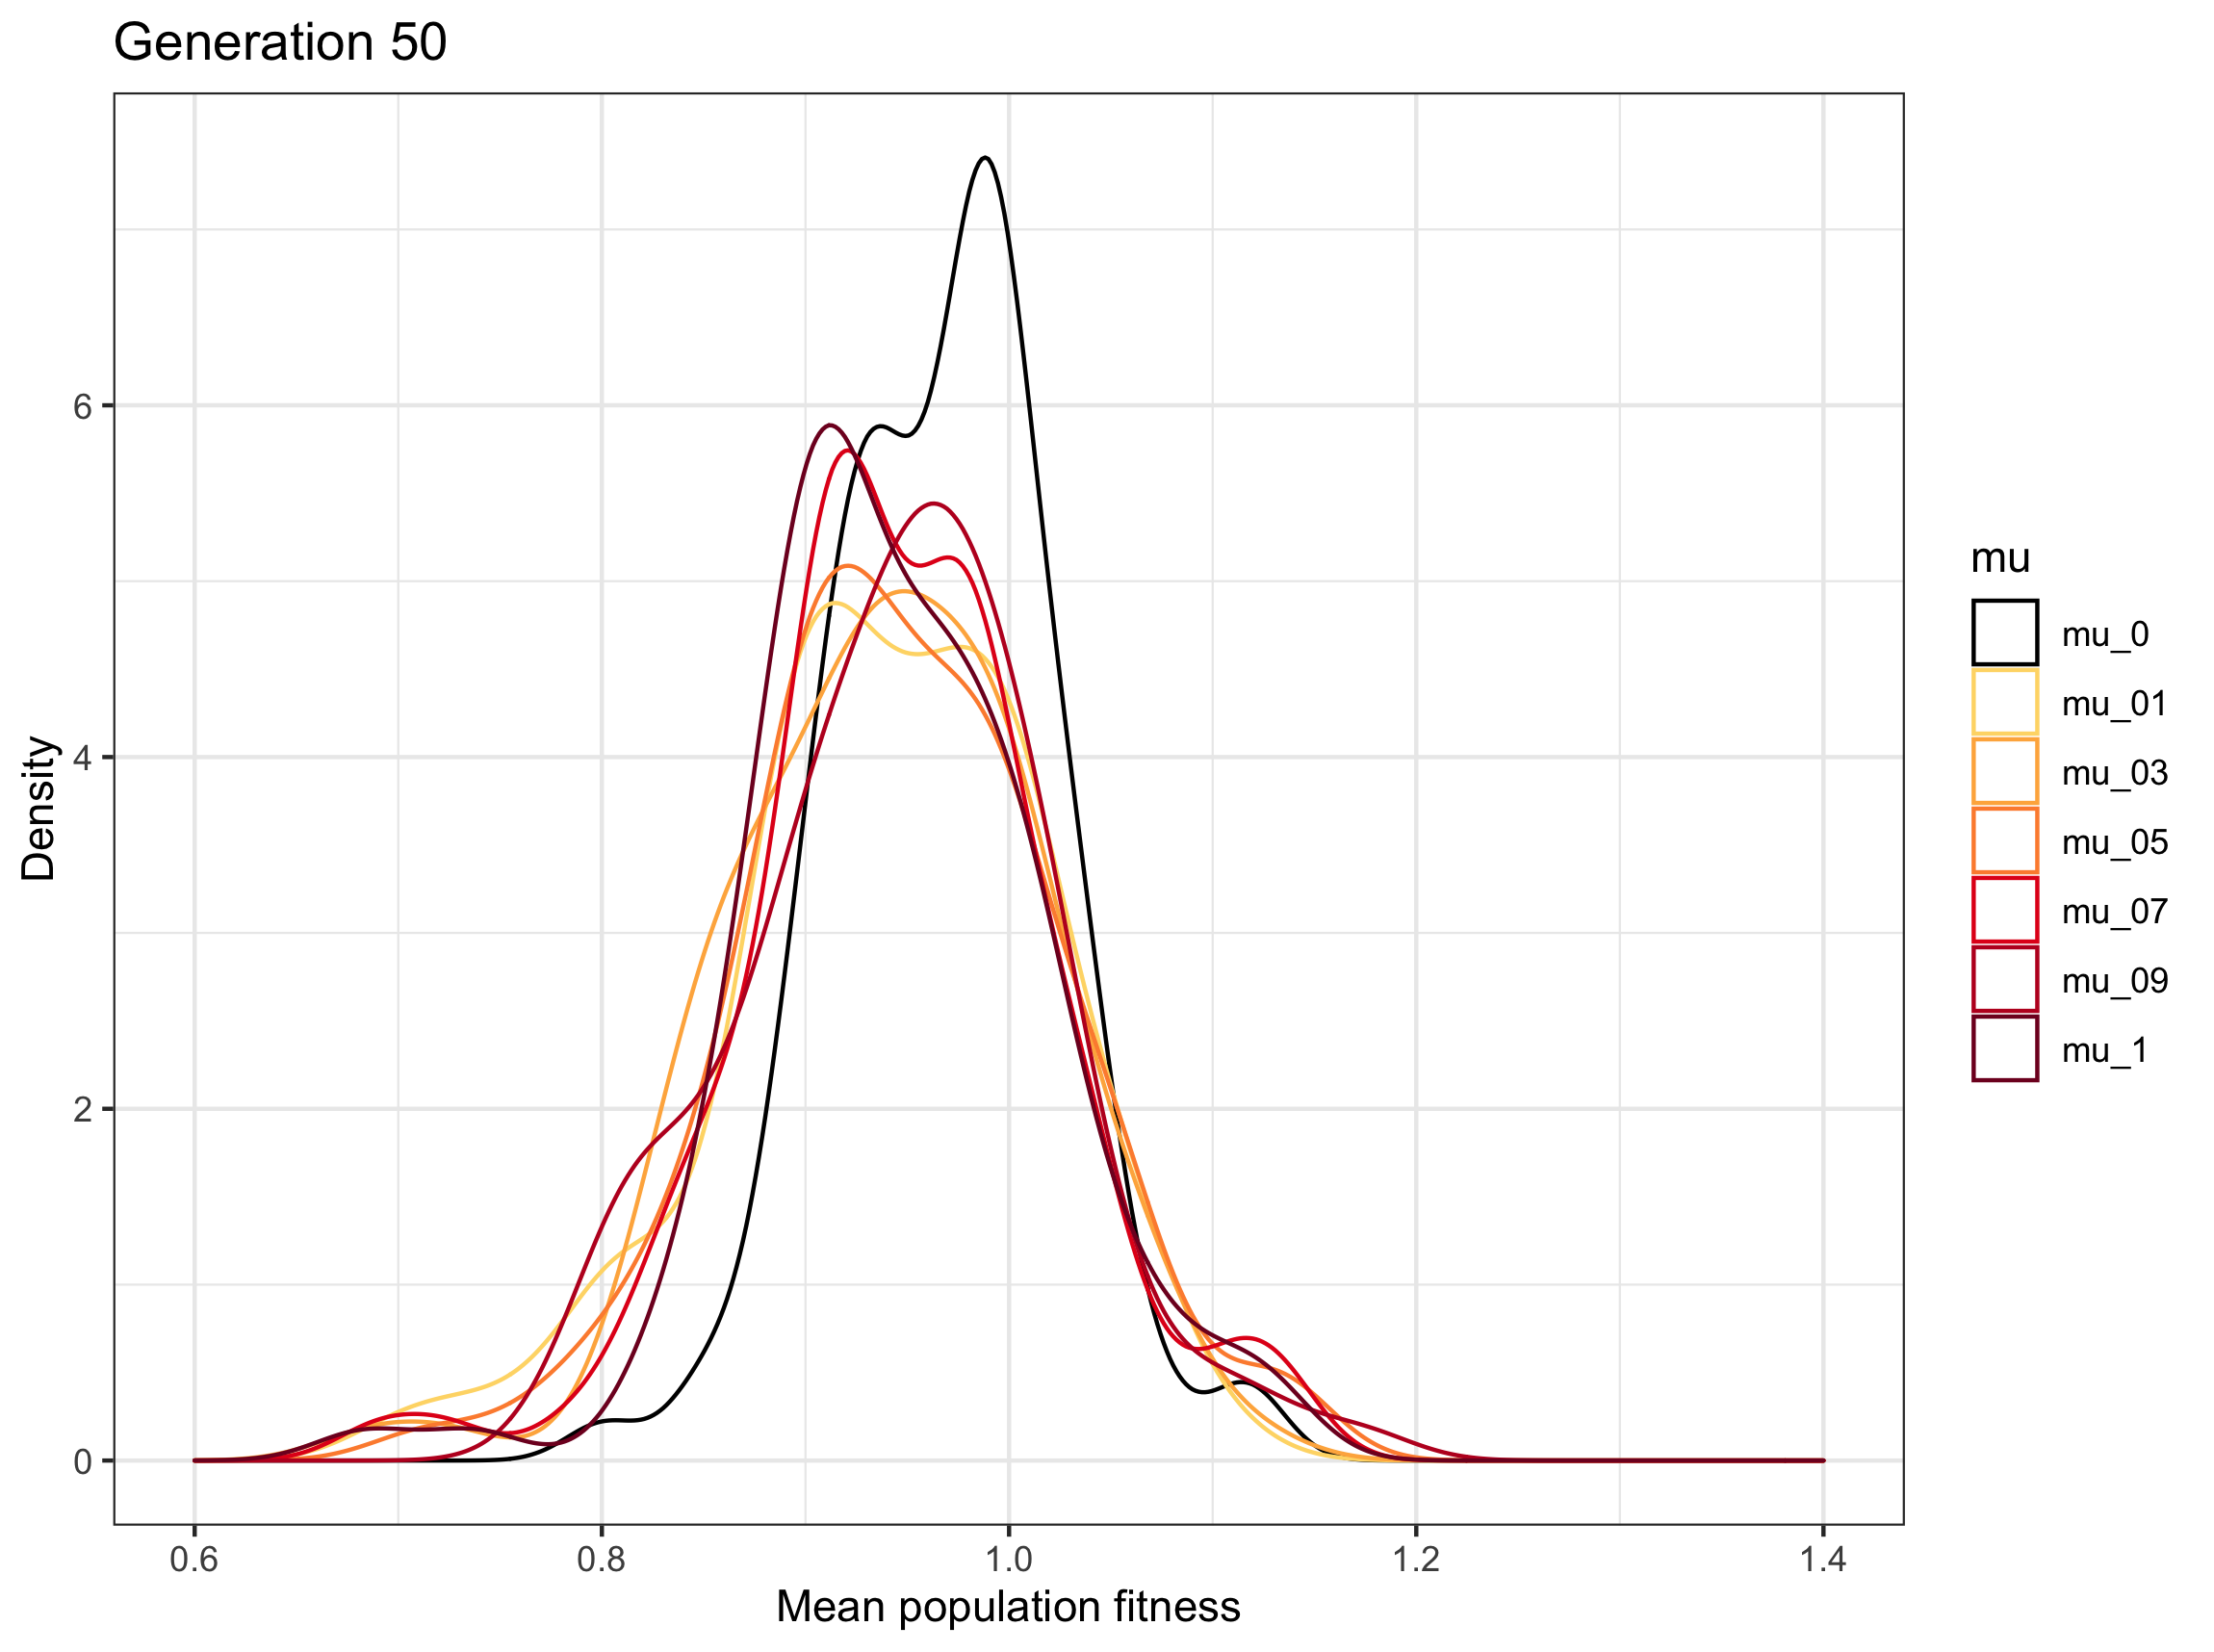 Generation 50
Density
6
4
2
0
0.6 0.8 1.0 1.2 1.4
Mean population fitness
mu
mu_0
mu_01
mu_03
mu_05
mu_07
mu_09
mu_1